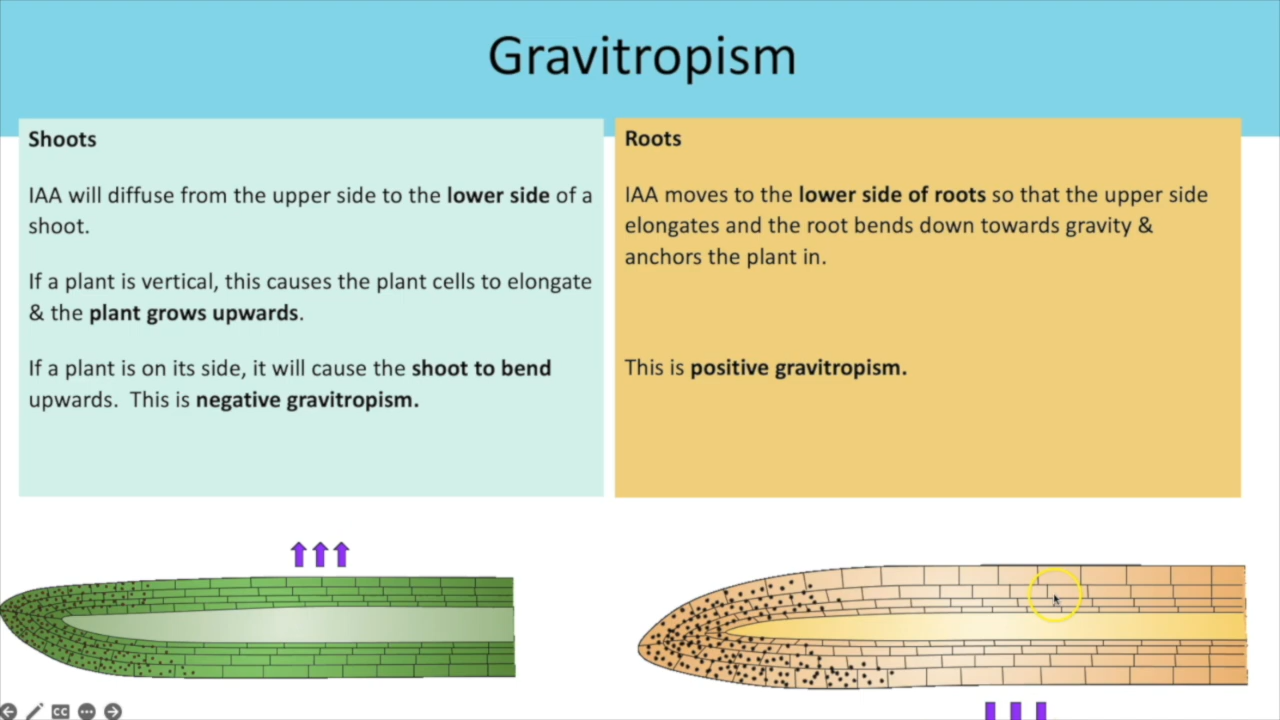 Gravitropism
Shoots
IAA will diffuse from the upper side to the lower side of a
shoot.
If a plant is vertical, this causes the plant cells to elongate
& the plant grows upwards.
If a plant is on its side, it will cause the shoot to bend
upwards.  This is negative gravitropism.
Roots
IAA moves to the lower side of roots so that the upper side
elongates and the root bends down towards gravity &
anchors the plant in.
This is positive gravitropism.
CC